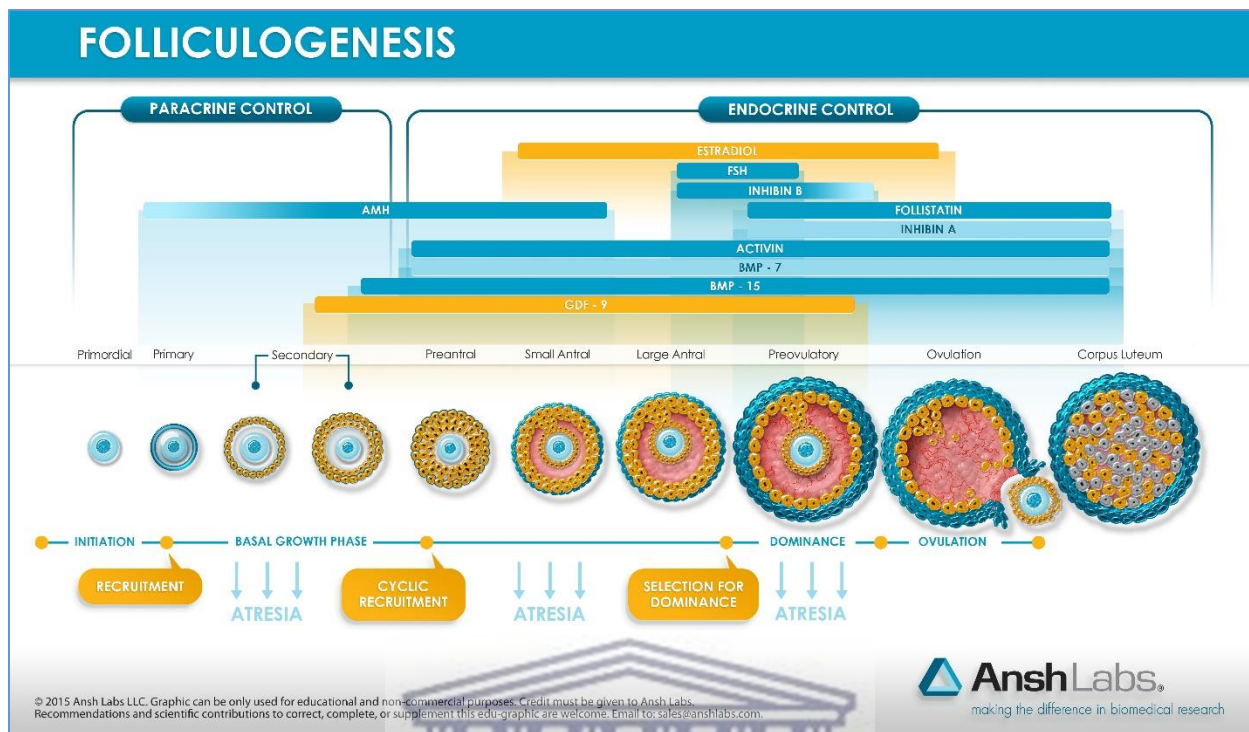 FOLLICULOGENESIS
PARACRINE CONTROL
ENDOCRINE CONTROL
ESTRADIOL
FSH
INHIBIN B
AMH
FOLLISTATIN
INHIBIN A
ACTIVIN
BMP - 7
BMP - 15
GDF - 9
Primordial
Primary
Secondary
Preantral
Small Antral
Large Antral
Preovulatory
Ovulation
Corpus Luteum
INITIATION
BASAL GROWTH PHASE
DOMINANCE
OVULATION
RECRUITMENT
CYCLIC
RECRUITMENT
SELECTION FOR
DOMINANCE
ATRESIA
ATRESIA
ATRESIA
© 2015 Ansh Labs LLC. Graphic can be only used for educational and non-commercial purposes. Credit must be given to Ansh Labs.
Recommendations and scientific contributions to correct, complete, or supplement this edu-graphic are welcome. Email to: sales@anshlabs.com.
AnshLabs®
making the difference in biomedical research